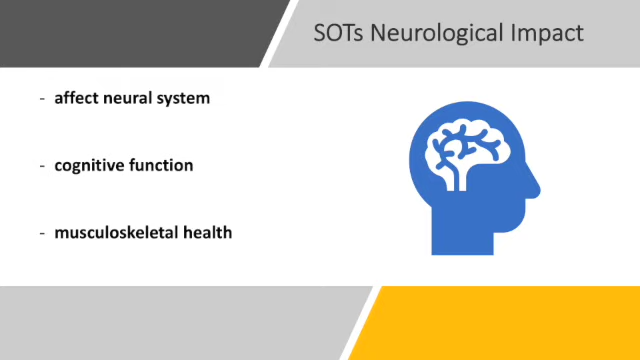 SOTs Neurological Impact
- affect neural system
- cognitive function
- musculoskeletal health